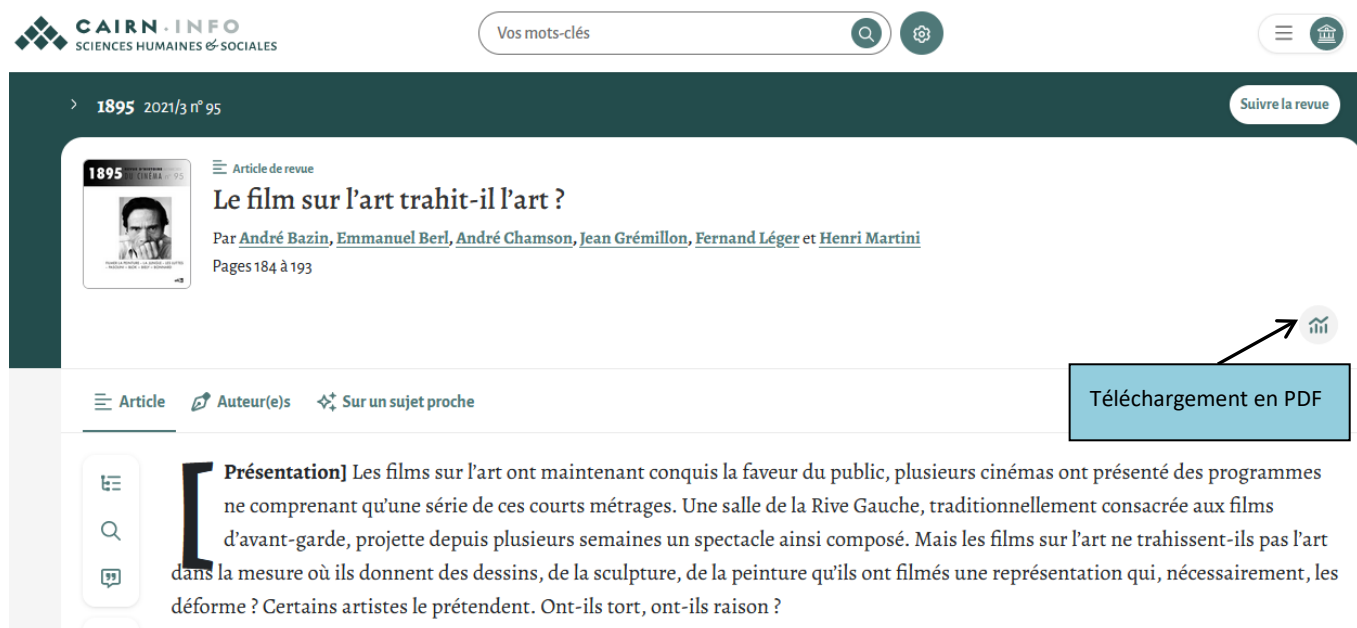 CAIRN·INFO
SCIENCES HUMAINES & SOCIALES
Vos mots-clés
1895 2021/3 n° 95
Suivre la revue
1895
DU CINÉMA n° 95
Article de revue
Le film sur l’art trahit-il l’art ?
Par André Bazin, Emmanuel Berl, André Chamson, Jean Grémillon, Fernand Léger et Henri Martini
Pages 184 à 193
Téléchargement en PDF
Article
Auteur(e)s
Sur un sujet proche
[Présentation] Les films sur l’art ont maintenant conquis la faveur du public, plusieurs cinémas ont présenté des programmes
ne comprenant qu’une série de ces courts métrages. Une salle de la Rive Gauche, traditionnellement consacrée aux films
d’avant-garde, projette depuis plusieurs semaines un spectacle ainsi composé. Mais les films sur l’art ne trahissent-ils pas l’art
dans la mesure où ils donnent des dessins, de la sculpture, de la peinture qu’ils ont filmés une représentation qui, nécessairement, les
déforme ? Certains artistes le prétendent. Ont-ils tort, ont-ils raison ?